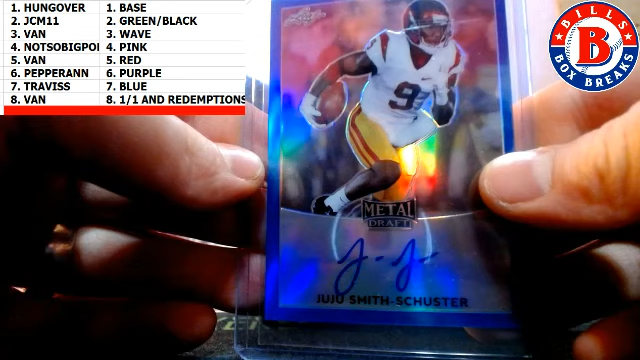 1. HUNGOVER 1. BASE
2. JCM11 2. GREEN/BLACK
3. VAN 3. WAVE
4. NOTSOBIGPOI 4. PINK
5. VAN 5. RED
6. PEPPERANN 6. PURPLE
7. TRAVISS 7. BLUE
8. VAN 8. 1/1 AND REDEMPTIONS
BILLS
B
BOX BREAKS
Leaf
9
METAL
DRAFT
JUJU SMITH-SCHUSTER